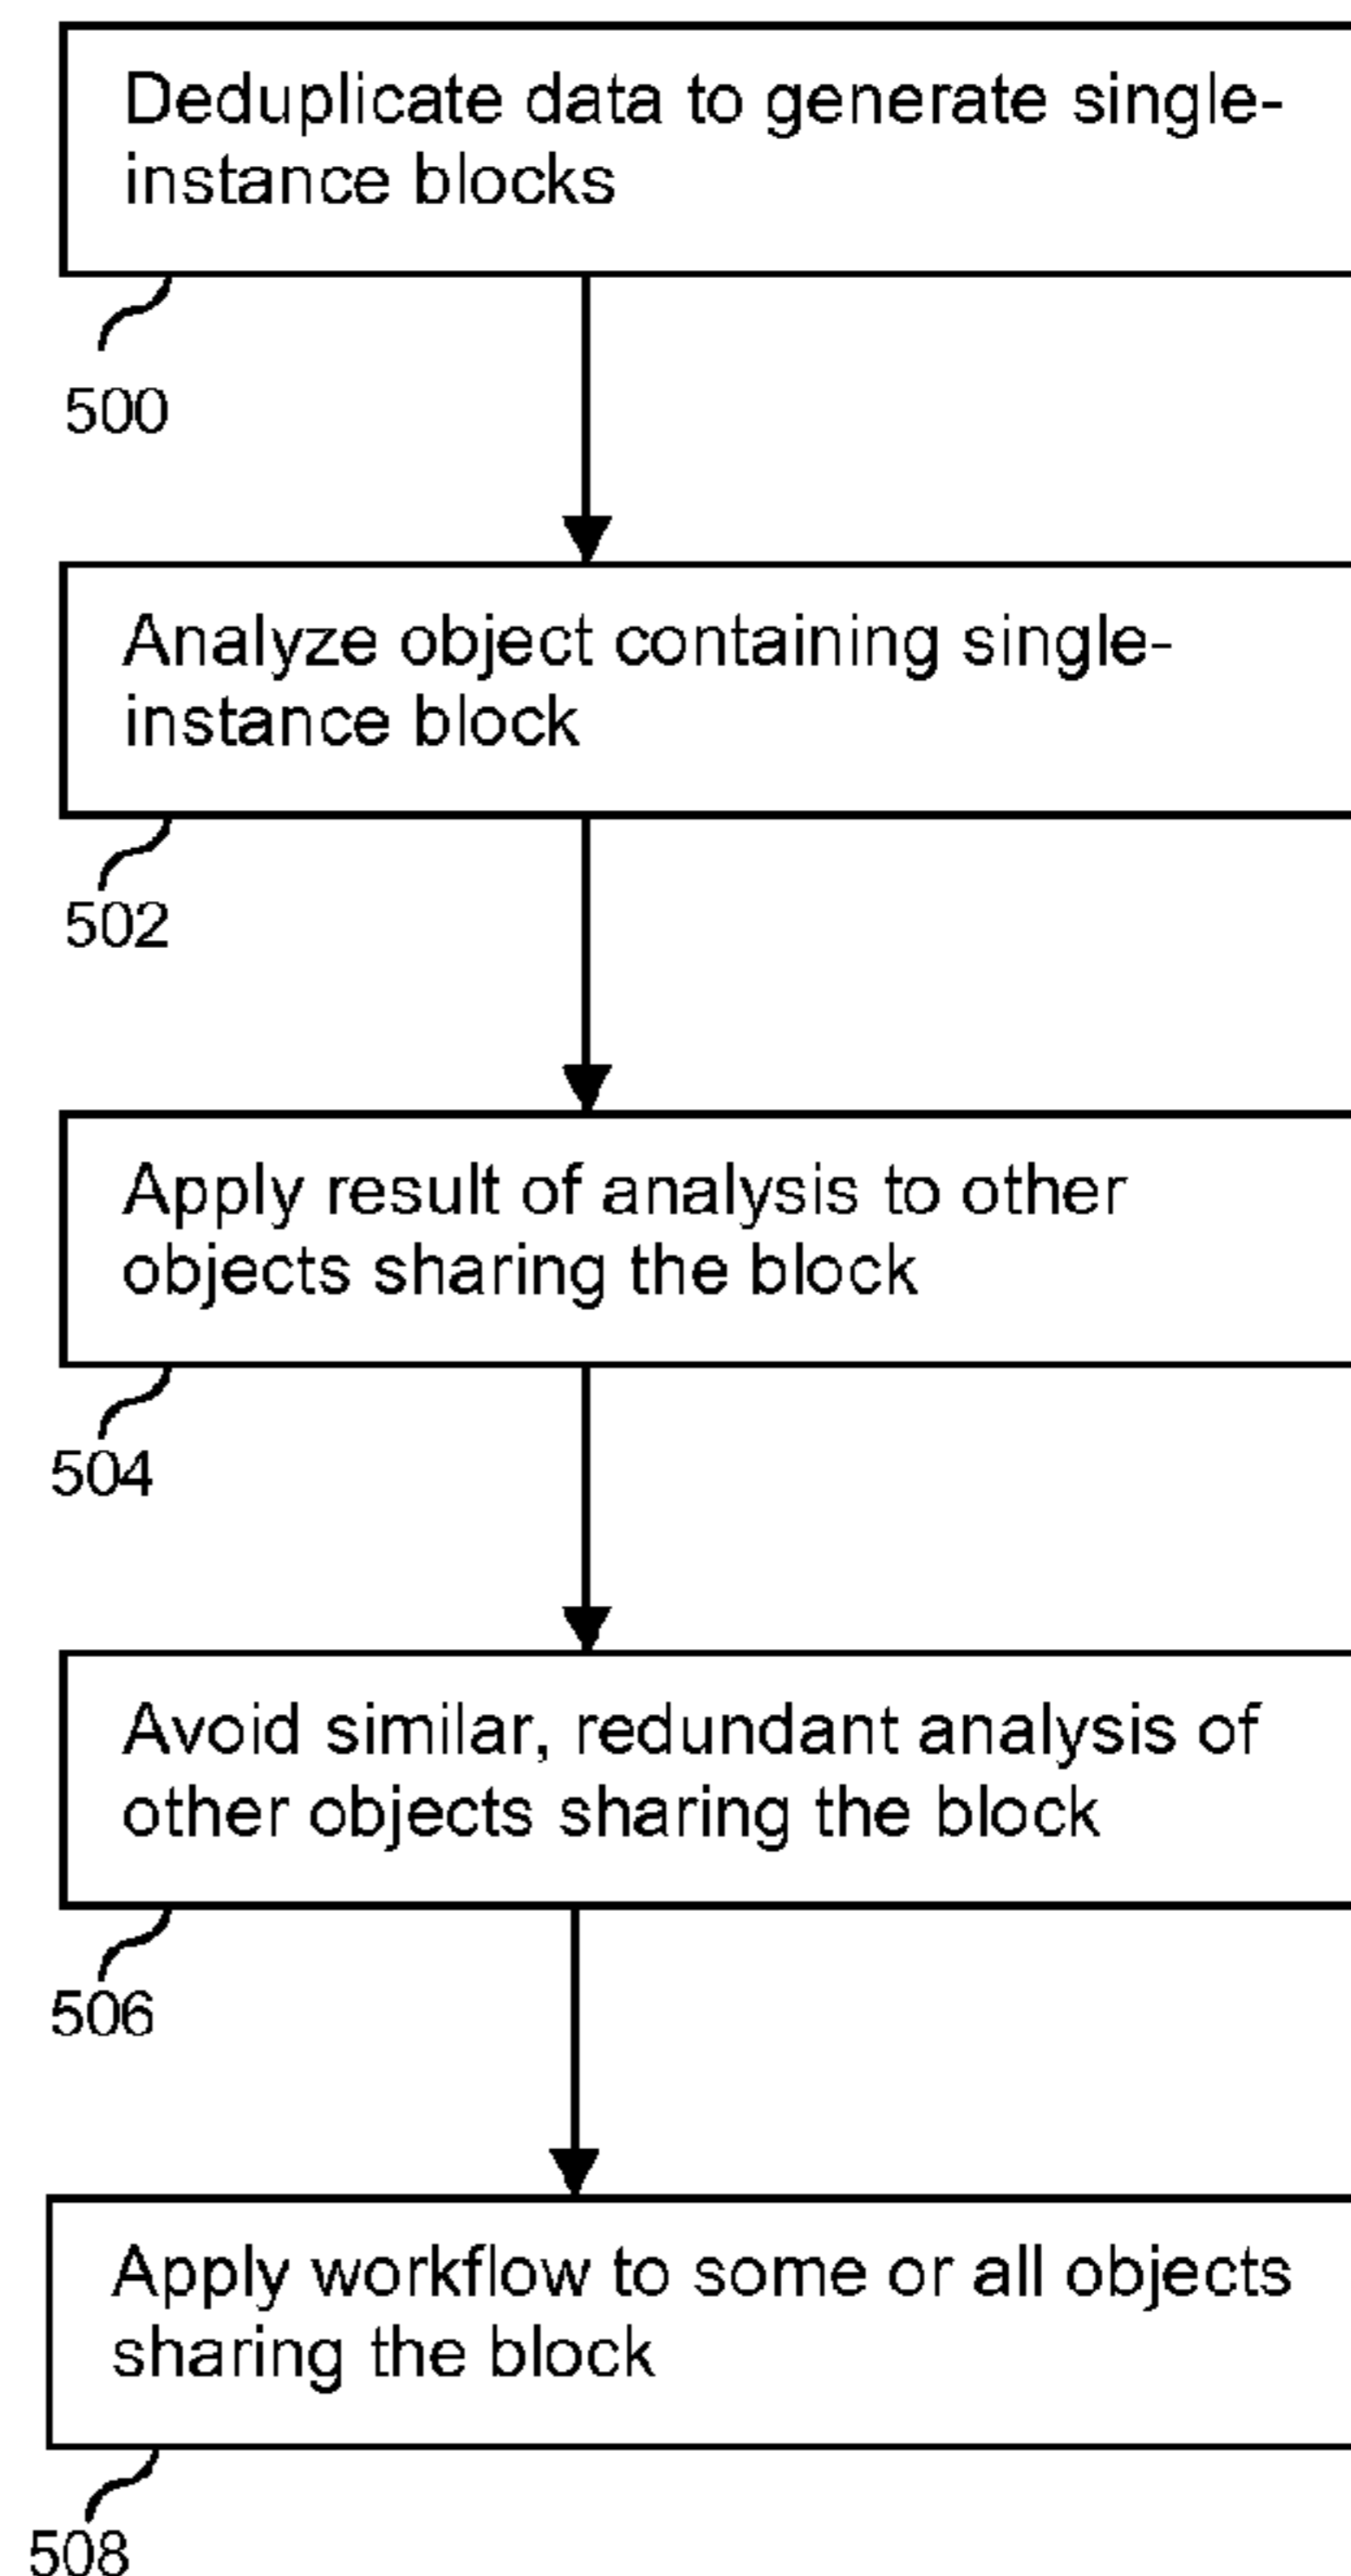 Deduplicate data to generate single-
instance blocks
500
Analyze object containing single-
instance block
502
Apply result of analysis to other
objects sharing the block
504
Avoid similar, redundant analysis of
other objects sharing the block
506
Apply workflow to some or all objects
sharing the block
508